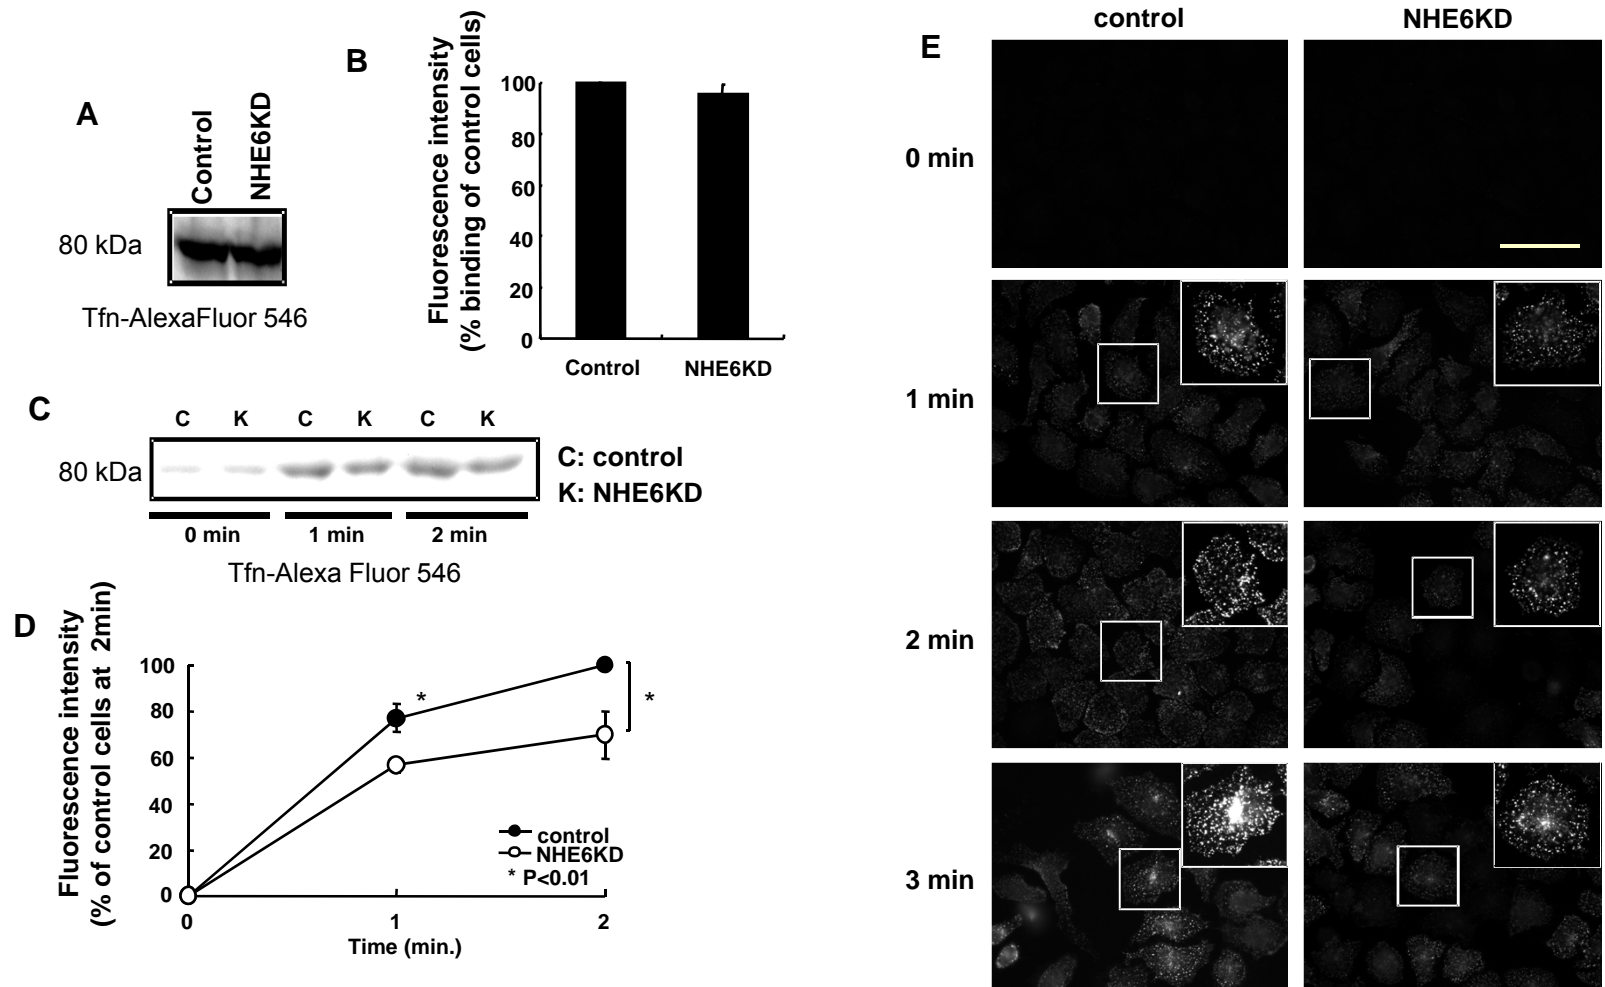 A
Control
NHE6KD
80 kDa
Tfn-AlexaFluor 546
B
Fluorescence intensity
(% binding of control cells)
100
80
60
40
20
0
Control
NHE6KD
C
C K C K C K
80 kDa
C: control
K: NHE6KD
0 min 1 min 2 min
Tfn-Alexa Fluor 546
D
Fluorescence intensity
(% of control cells at 2min)
100
80
60
40
20
0
*
*
control
NHE6KD
* P<0.01
0 1 2
Time (min.)
E
control NHE6KD
0 min
1 min
2 min
3 min